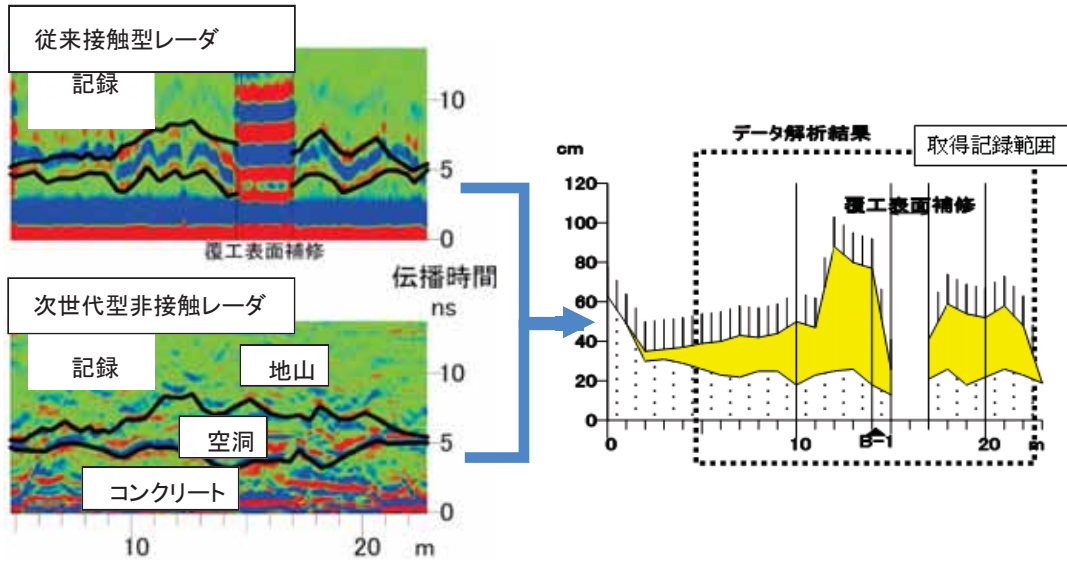 従来接触型レーダ
記録
10
5
0
覆工表面補修
伝播時間
ns
次世代型非接触レーダ
記録
地山
10
空洞
5
コンクリート
0
10
20
m
データ解析結果
取得記録範囲
cm
120
覆工表面補修
100
80
60
40
20
0
0
10
B-1
20
m